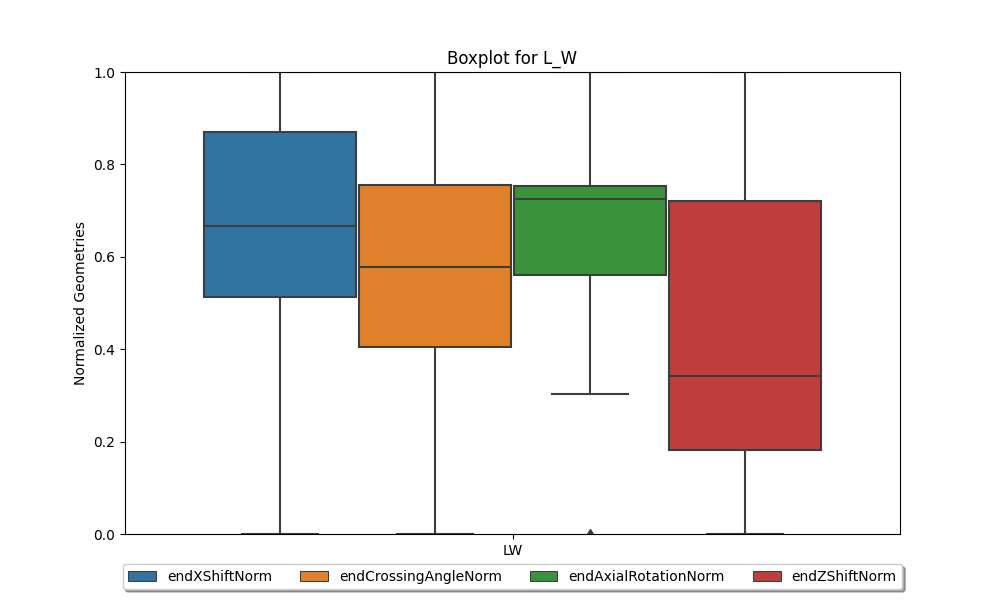 Boxplot for L_W
1.0
0.8
0.6
0.4
0.2
0.0
Normalized Geometries
LW
endXShiftNorm endCrossingAngleNorm endAxialRotationNorm endZShiftNorm